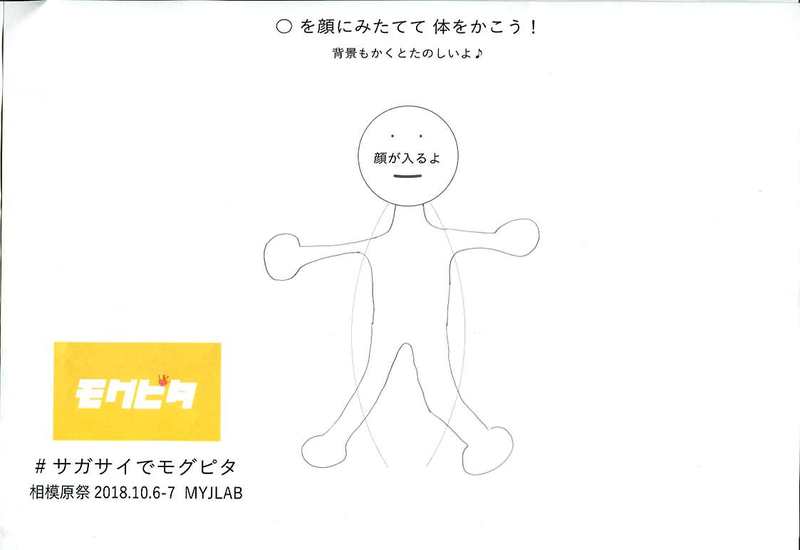 〇 を顔にみたてて 体をかこう！
背景もかくとたのしいよ♪
顔が入るよ
モグピタ
# サガサイでモグピタ
相模原祭 2018.10.6-7 MYJLAB